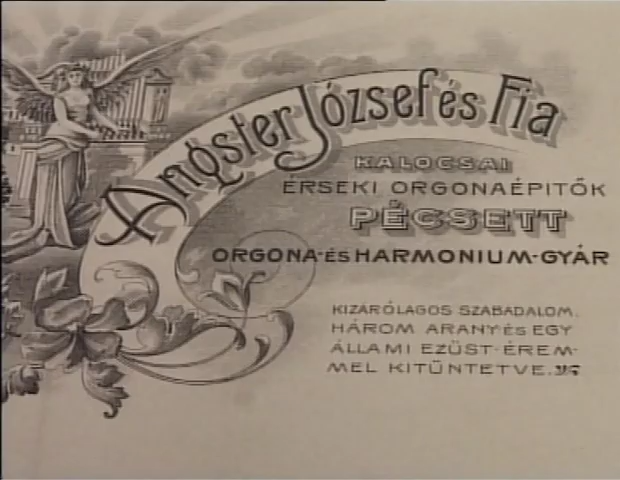 Angster József és Fia
KALOCSAI
ÉRSEKI ORGONAÉPITŐK
PÉCSETT
ORGONA-ÉS HARMONIUM-GYÁR
KIZÁRÓLAGOS SZABADALOM.
HÁROM ARANY ÉS EGY
ÁLLAMI EZÜST-ÉREM-
MEL KITÜNTETVE.